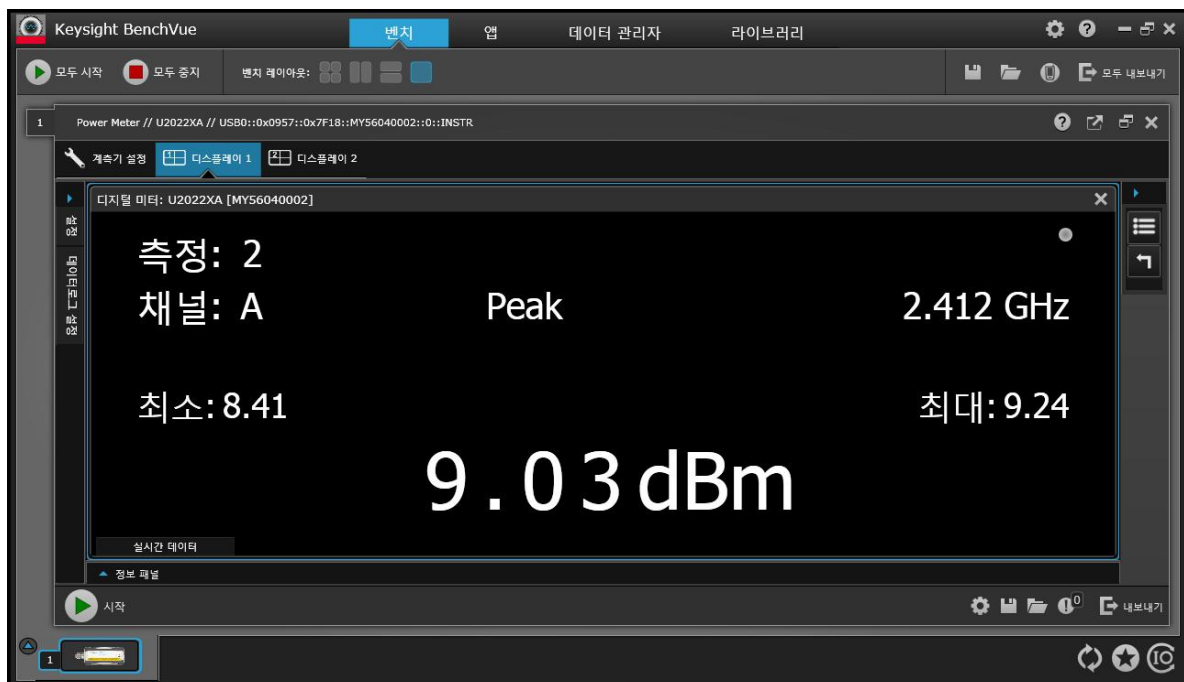 Keysight BenchVue 벤치 앱 데이터 관리자 라이브러리
모두 시작 모두 중지 벤치 레이아웃: 모두 내보내기
1 Power Meter // U2022XA // USB0::0x0957::0x7F18::MY56040002::0::INSTR
계측기 설정 1 디스플레이 1 2 디스플레이 2
디지털 미터: U2022XA [MY56040002]
설정
데이터로그 설정
측정: 2
채널: A Peak 2.412 GHz
최소: 8.41 최대: 9.24
9.03 dBm
실시간 데이터
정보 패널
시작 0 내보내기
1 IO